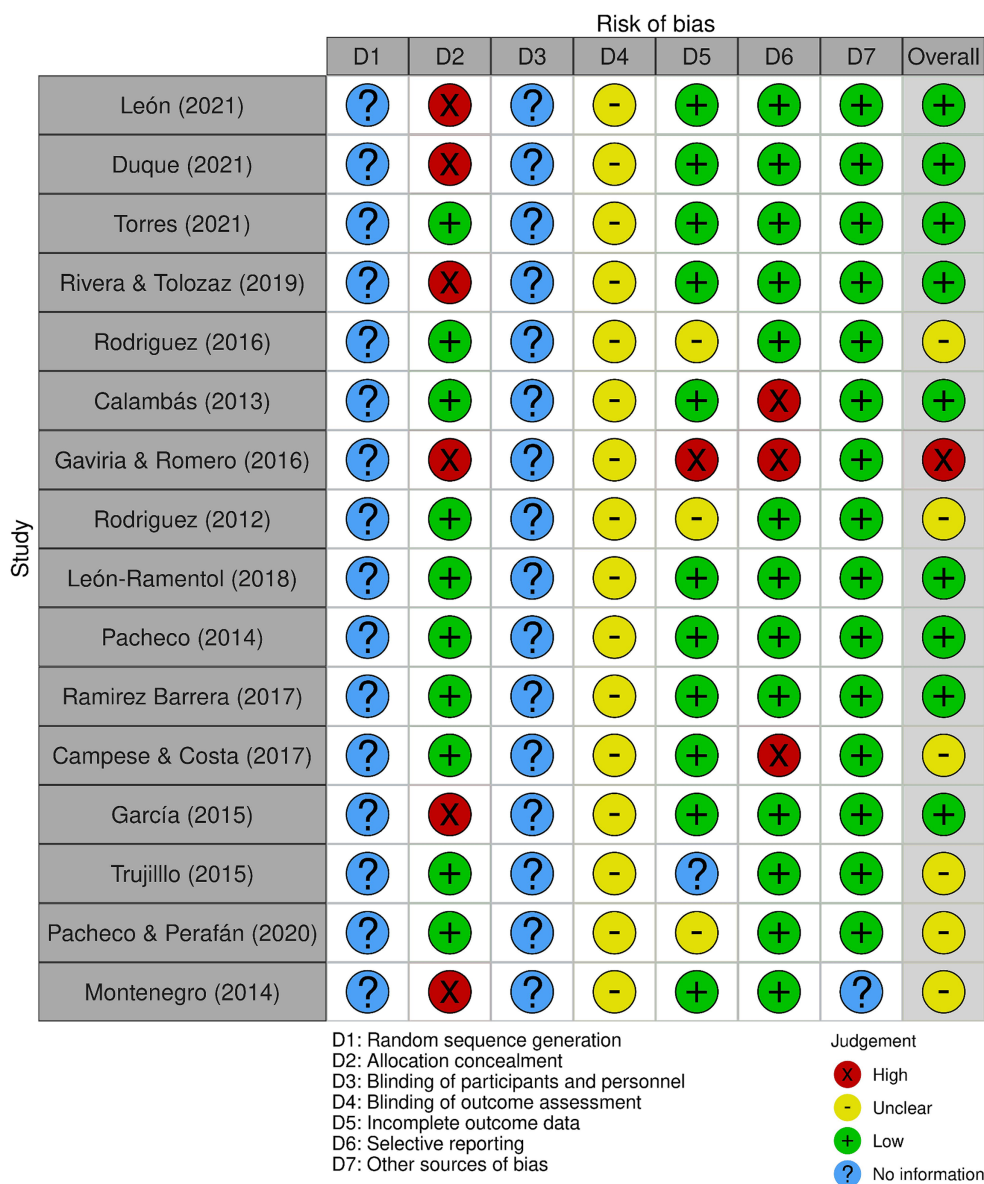 Risk of bias
D1 D2 D3 D4 D5 D6 D7 Overall
León (2021) ? X ? - + + + +
Duque (2021) ? X ? - + + + +
Torres (2021) ? + ? - + + + +
Rivera & Tolozaz (2019) ? X ? - + + + +
Rodriguez (2016) ? + ? - - + + -
Calambás (2013) ? + ? - + X + +
Gaviria & Romero (2016) ? X ? - X X + X
Rodriguez (2012) ? + ? - - + + -
León-Ramentol (2018) ? + ? - + + + +
Pacheco (2014) ? + ? - + + + +
Ramirez Barrera (2017) ? + ? - + + + +
Campese & Costa (2017) ? + ? - + X + -
García (2015) ? X ? - + + + +
Trujilllo (2015) ? + ? - ? + + -
Pacheco & Perafán (2020) ? + ? - - + + -
Montenegro (2014) ? X ? - + + ? -
Study
D1: Random sequence generation
D2: Allocation concealment
D3: Blinding of participants and personnel
D4: Blinding of outcome assessment
D5: Incomplete outcome data
D6: Selective reporting
D7: Other sources of bias
Judgement
X High
- Unclear
+ Low
? No information